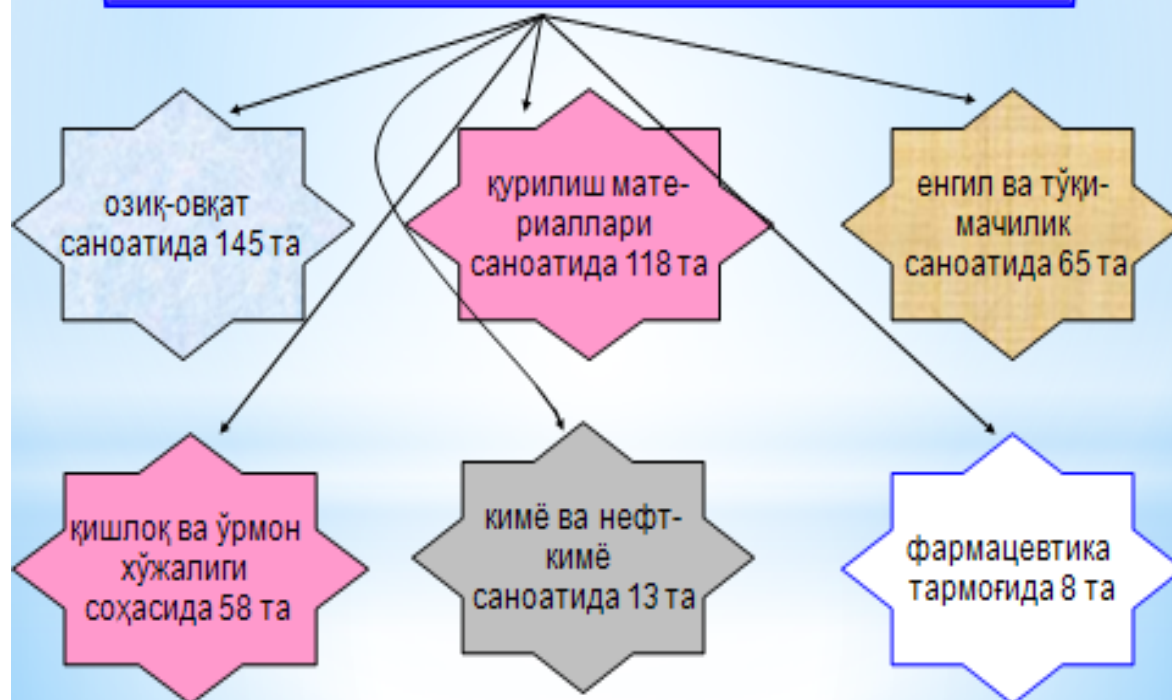 озиқ-овқат
саноатида 145 та
қурилиш мате-
риаллари
саноатида 118 та
енгил ва тўқи-
мачилик
саноатида 65 та
қишлоқ ва ўрмон
хўжалиги
соҳасида 58 та
кимё ва нефт-
кимё
саноатида 13 та
фармацевтика
тармоғида 8 та